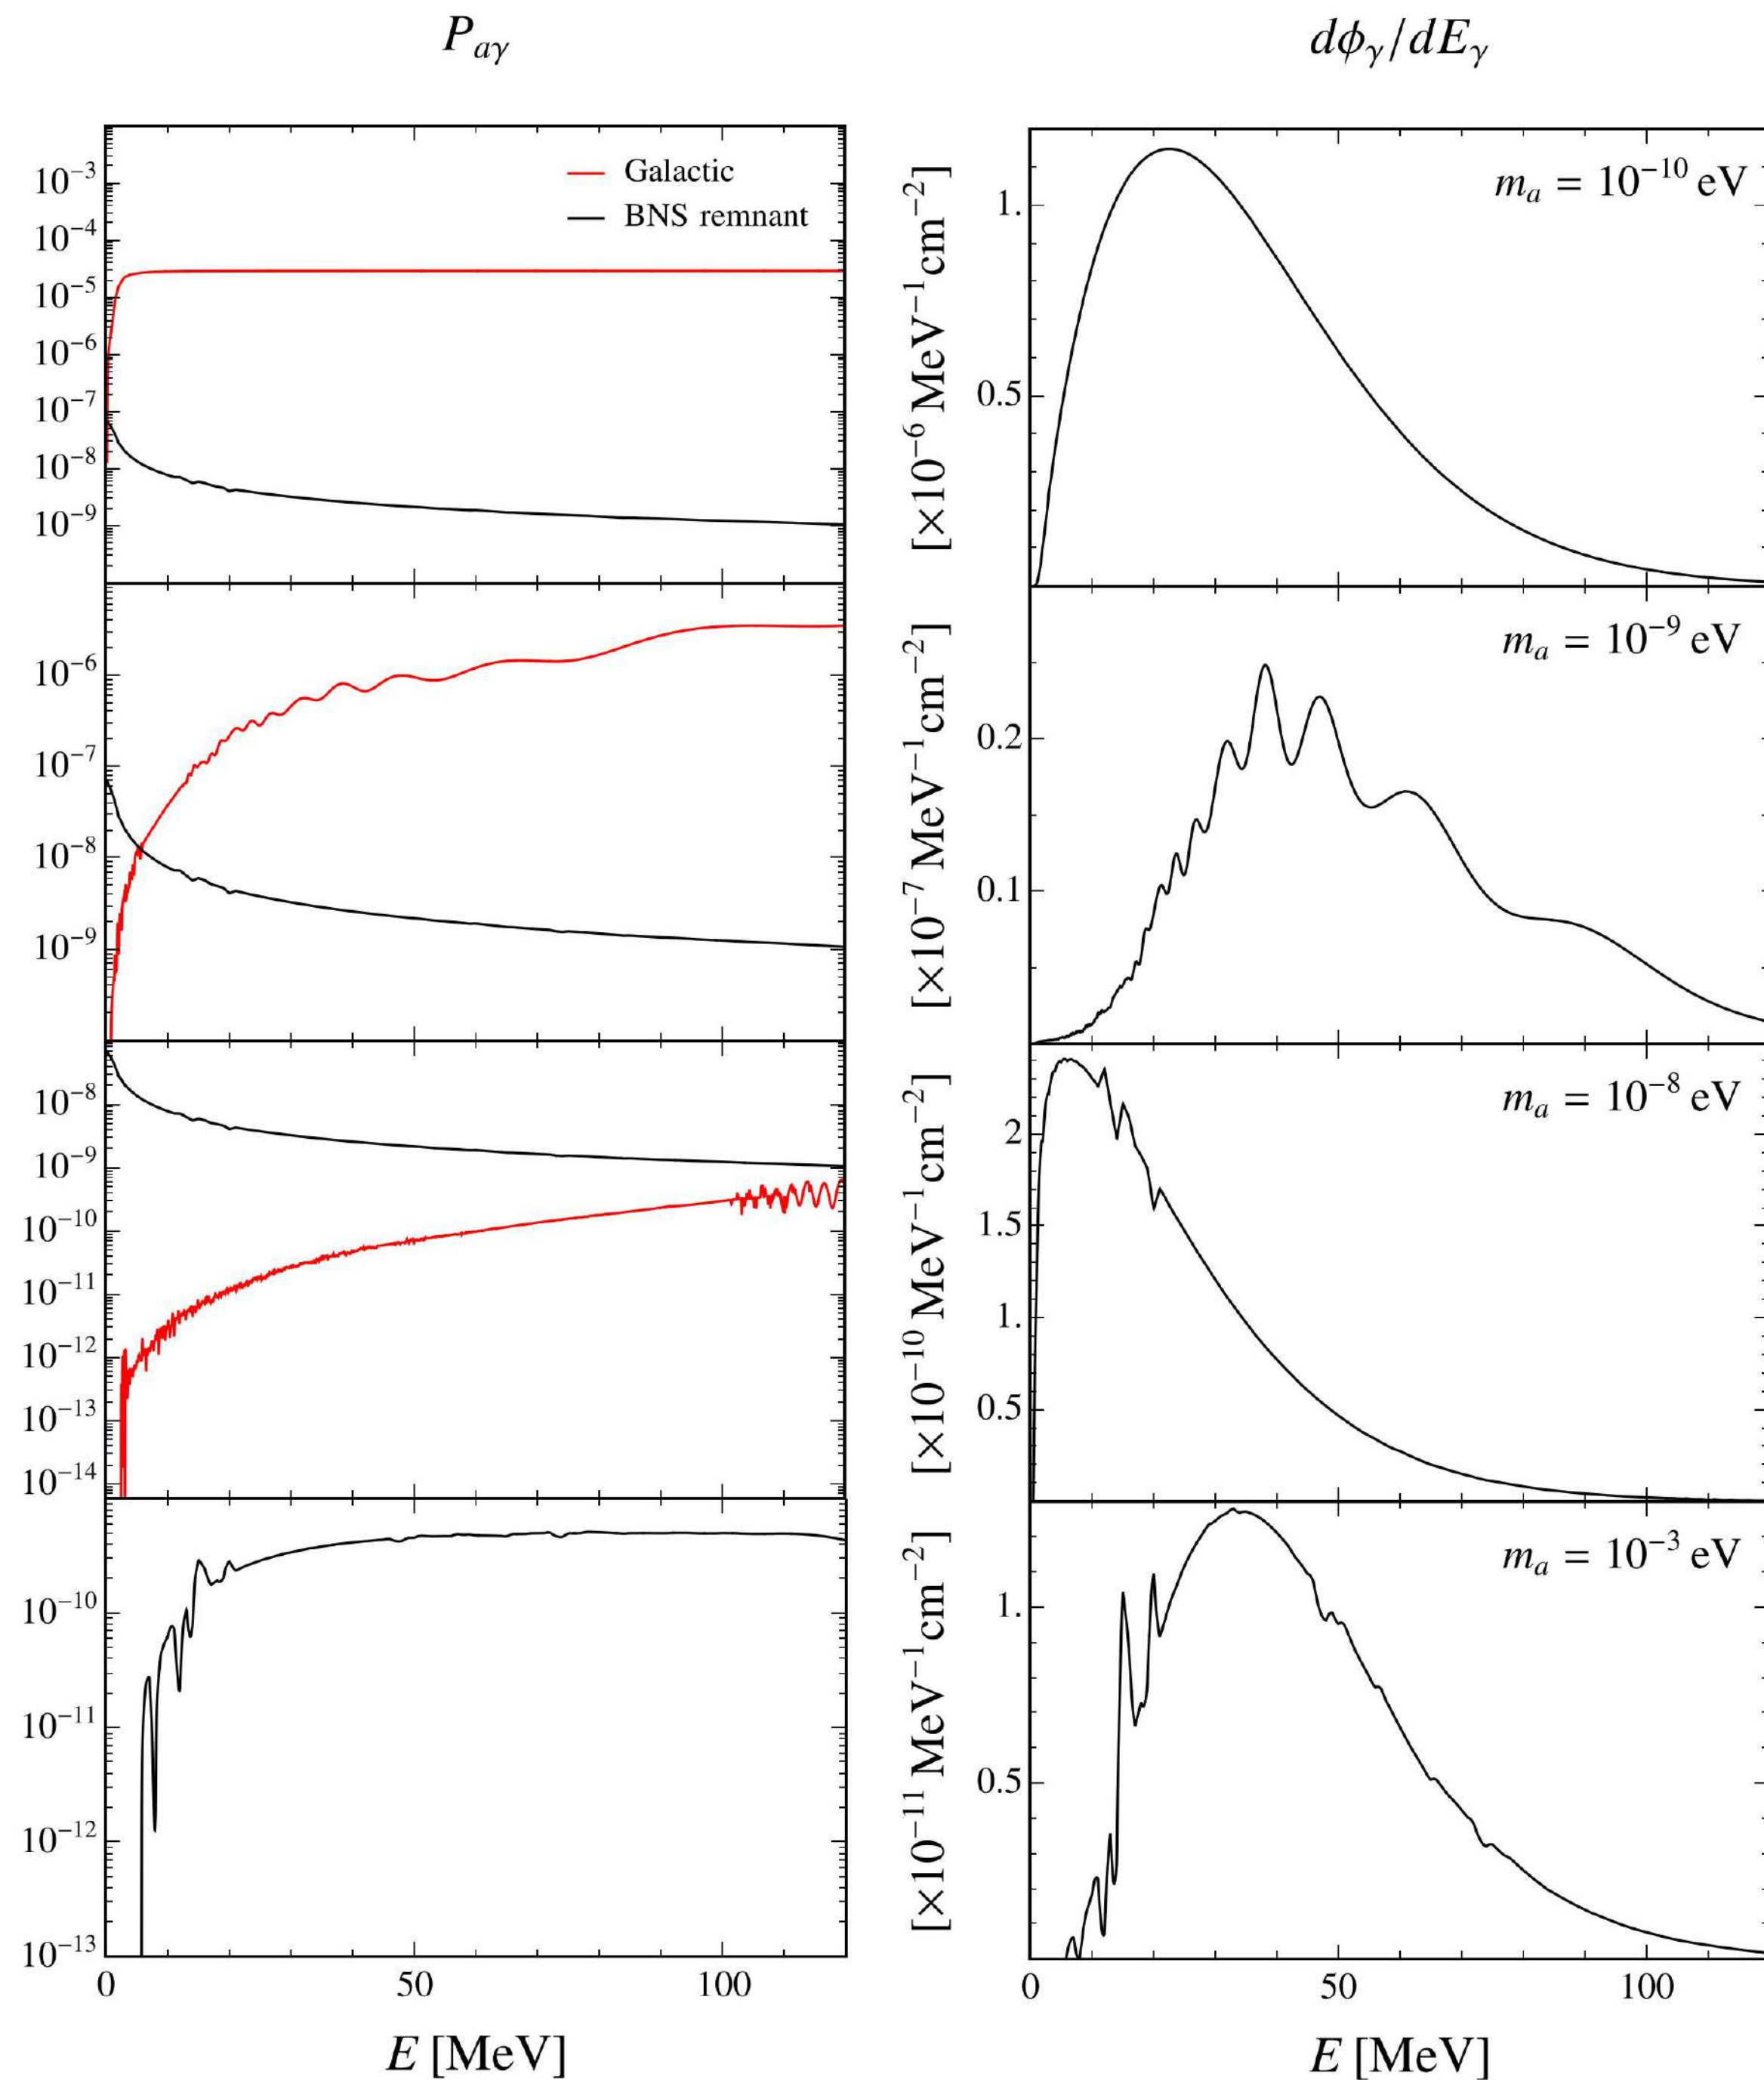 P_{aγ}
dϕ_γ/dE_γ
Galactic
BNS remnant
10^{−3}
10^{−4}
10^{−5}
10^{−6}
10^{−7}
10^{−8}
10^{−9}
[×10^{−6} MeV^{−1}cm^{−2}]
m_a = 10^{−10} eV
1.
0.5
10^{−6}
10^{−7}
10^{−8}
10^{−9}
[×10^{−7} MeV^{−1}cm^{−2}]
m_a = 10^{−9} eV
0.2
0.1
10^{−8}
10^{−9}
10^{−10}
10^{−11}
10^{−12}
10^{−13}
10^{−14}
[×10^{−10} MeV^{−1}cm^{−2}]
m_a = 10^{−8} eV
2
1.5
1.
0.5
10^{−10}
10^{−11}
10^{−12}
10^{−13}
[×10^{−11} MeV^{−1}cm^{−2}]
m_a = 10^{−3} eV
1.
0.5
0 50 100
0 50 100
E [MeV]
E [MeV]